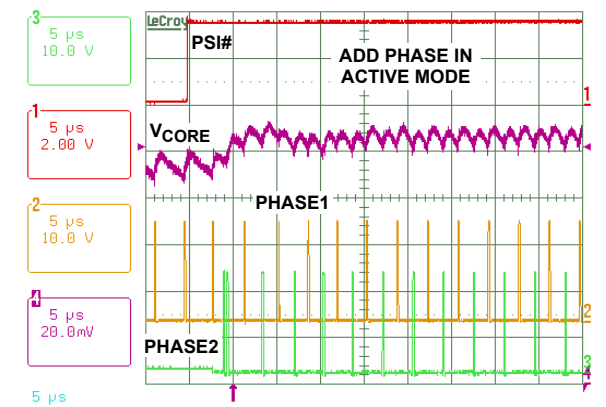 3
5 µs
10.0 V
1
5 µs
2.00 V
2
5 µs
10.0 V
4
5 µs
20.0mV
5 µs
LeCroy
PSI#
ADD PHASE IN
ACTIVE MODE
1
VCORE
PHASE1
2
PHASE2
3